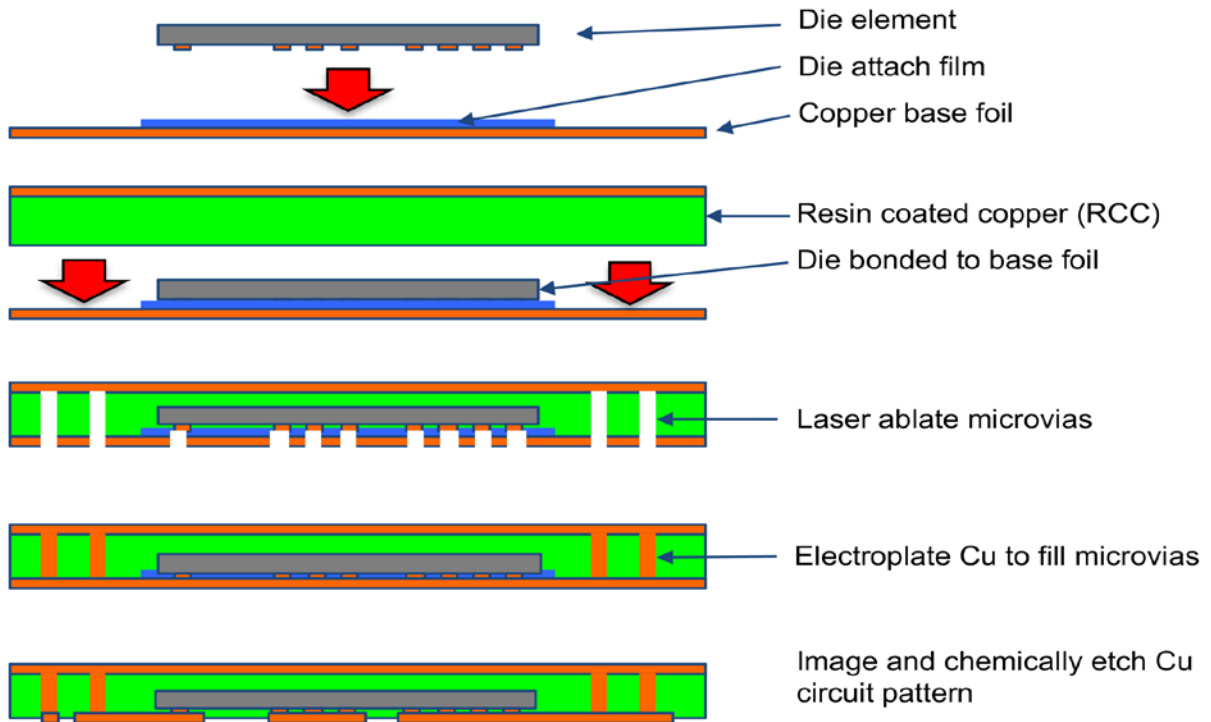 Die element
Die attach film
Copper base foil
Resin coated copper (RCC)
Die bonded to base foil
Laser ablate microvias
Electroplate Cu to fill microvias
Image and chemically etch Cu
circuit pattern